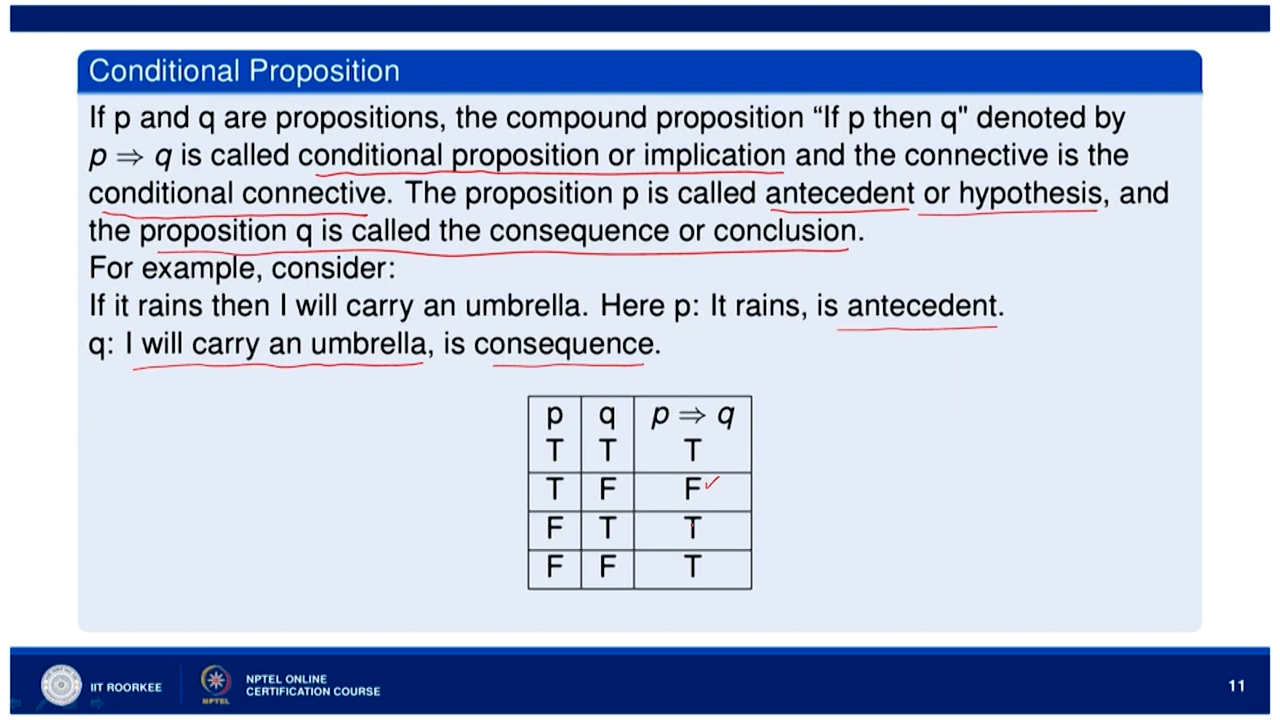 Conditional Proposition
If p and q are propositions, the compound proposition “If p then q" denoted by
p ⇒ q is called conditional proposition or implication and the connective is the
conditional connective. The proposition p is called antecedent or hypothesis, and
the proposition q is called the consequence or conclusion.
For example, consider:
If it rains then I will carry an umbrella. Here p: It rains, is antecedent.
q: I will carry an umbrella, is consequence.
p q p ⇒ q
T T T
T F F
F T T
F F T
IIT ROORKEE
NPTEL
NPTEL ONLINE
CERTIFICATION COURSE
11